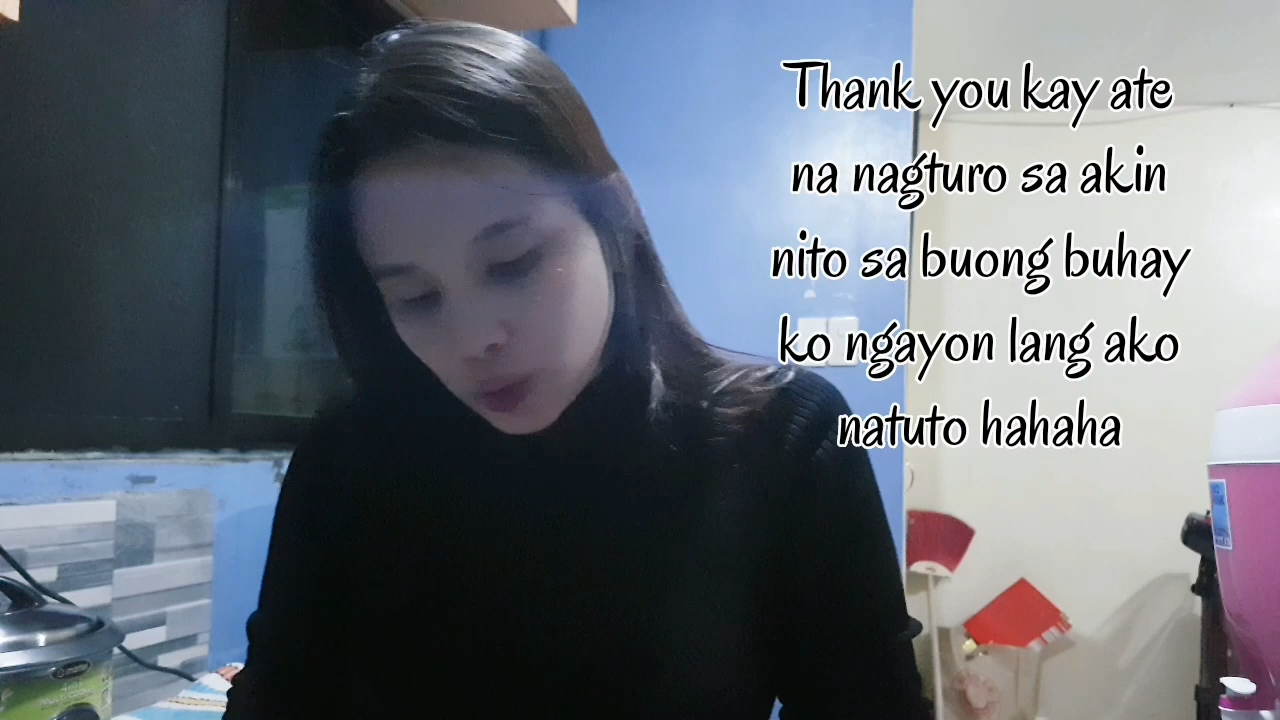 Thank you kay ate
na nagturo sa akin
nito sa buong buhay
ko ngayon lang ako
natuto hahaha